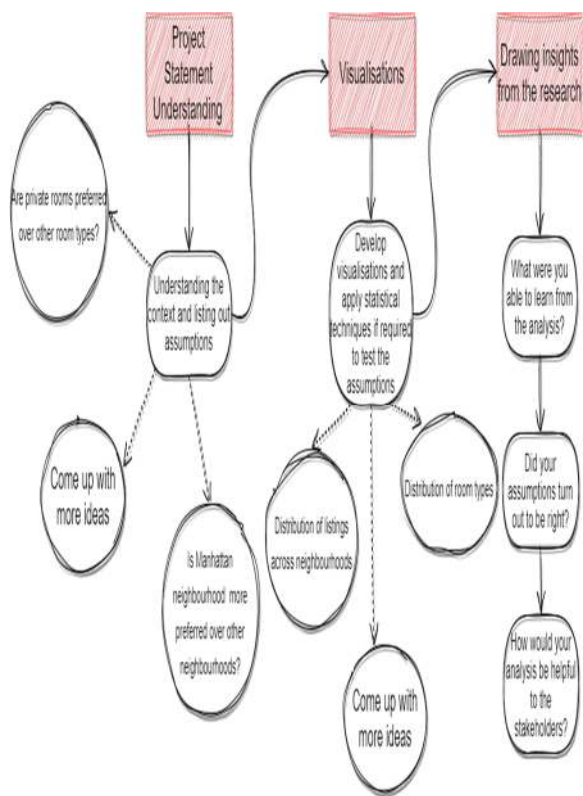 Project
Statement
Understanding
Visualisations
Drawing insights
from the research
Are private rooms preferred
over other room types?
Understanding the
context and listing out
assumptions
Come up with
more ideas
Is Manhattan
neighbourhood more
preferred over other
neighbourhoods?
Develop
visualisations and
apply statistical
techniques if required
to test the
assumptions
Distribution of listings
across neighbourhoods
Distribution of room types
Come up with
more ideas
What were you
able to learn from
the analysis?
Did your
assumptions turn
out to be right?
How would your
analysis be helpful
to the
stakeholders?